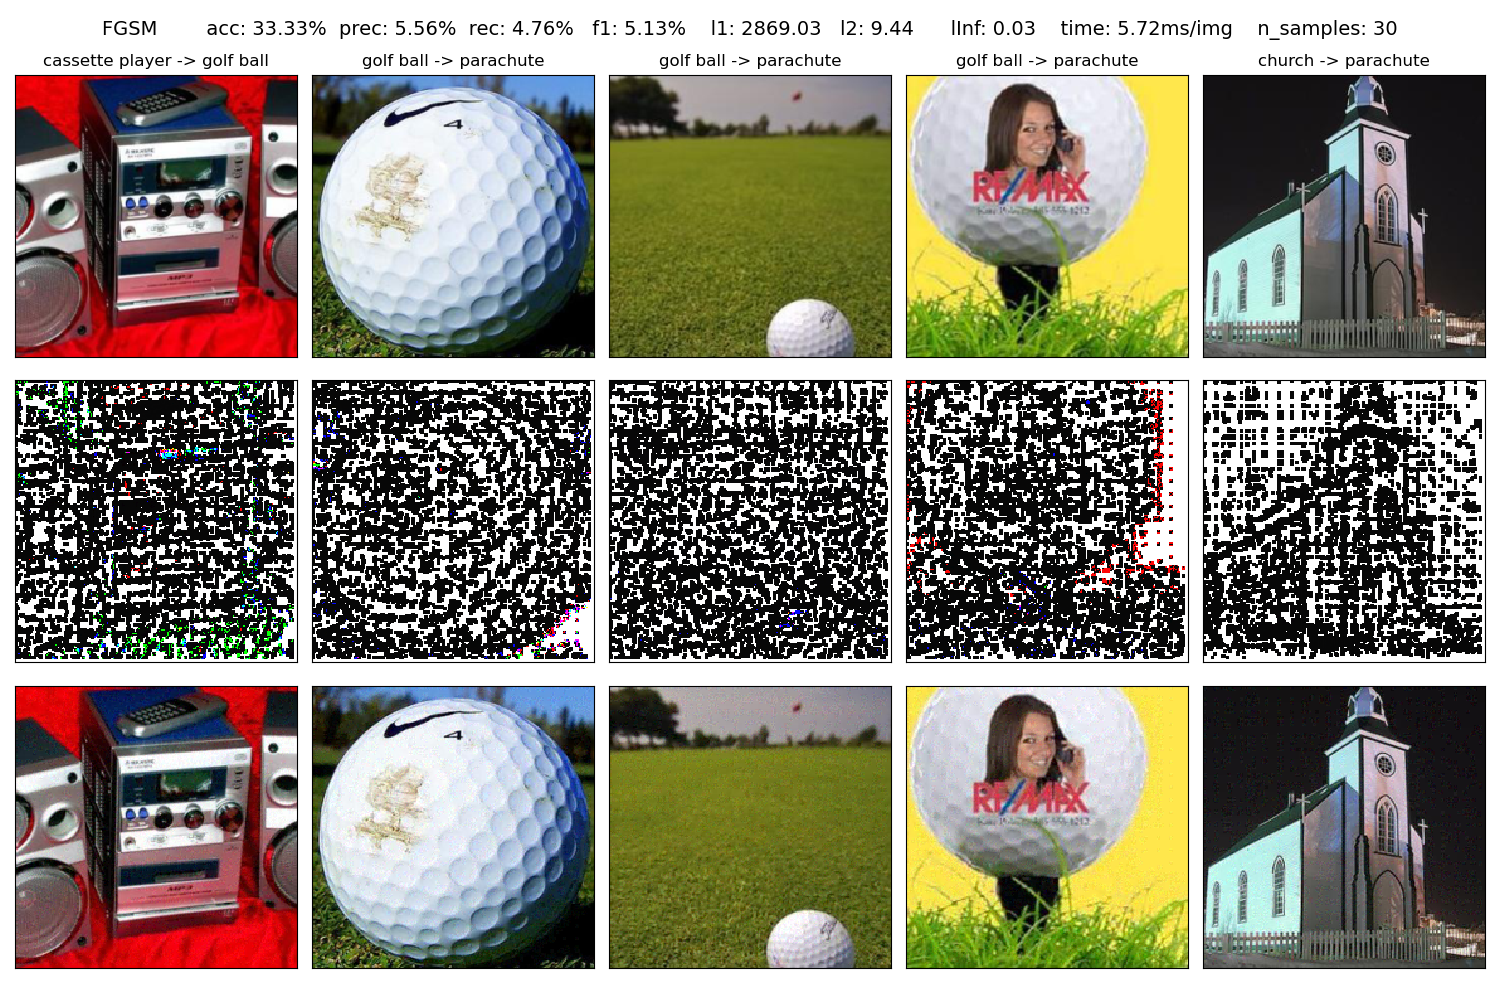 FGSM acc: 33.33% prec: 5.56% rec: 4.76% f1: 5.13% l1: 2869.03 l2: 9.44 lInf: 0.03 time: 5.72ms/img n_samples: 30
cassette player -> golf ball
golf ball -> parachute
golf ball -> parachute
golf ball -> parachute
church -> parachute
4
RE/MAX
MP3
4
RE/MAX
MP3